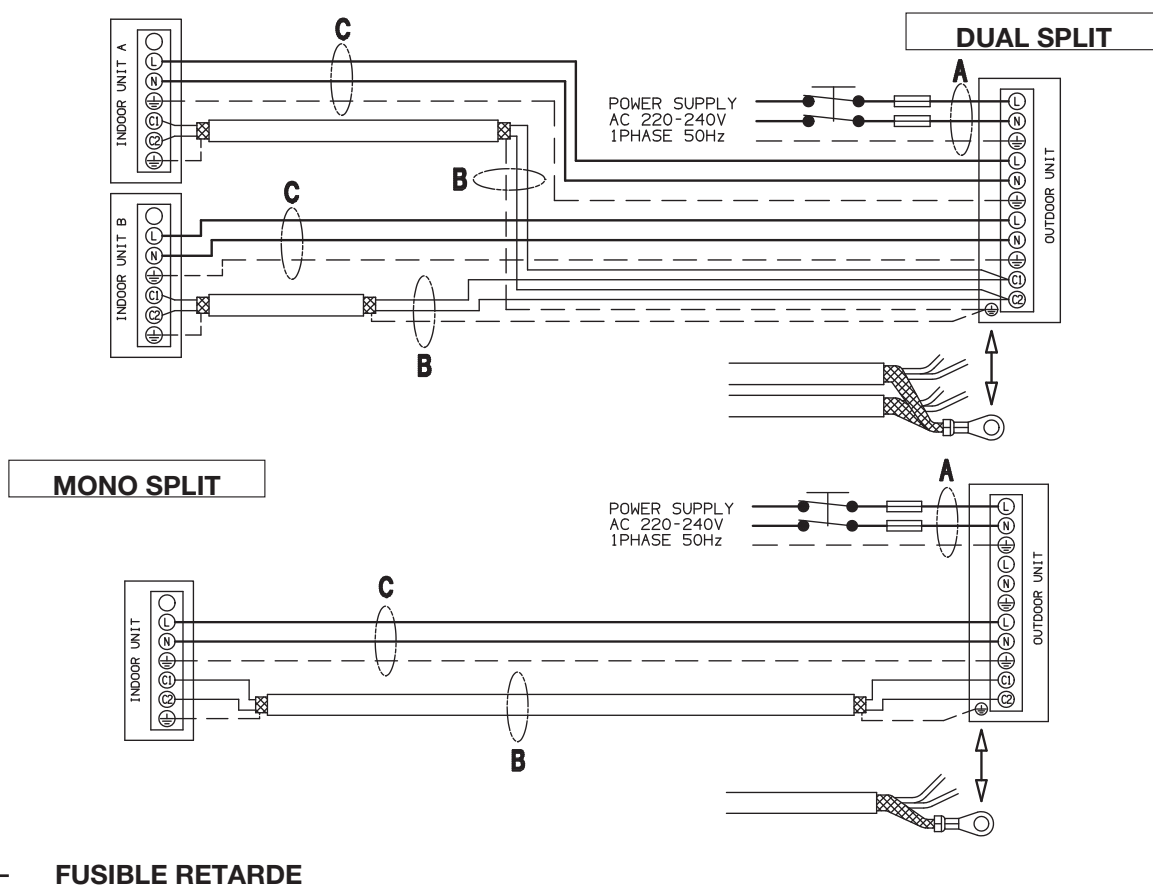 DUAL SPLIT
C
A
INDOOR UNIT A
L
N
C1
C2
POWER SUPPLY
AC 220-240V
1PHASE 50Hz
L
N
L
N
L
N
C1
C2
OUTDOOR UNIT
B
C
INDOOR UNIT B
L
N
C1
C2
B
MONO SPLIT
A
POWER SUPPLY
AC 220-240V
1PHASE 50Hz
L
N
L
N
L
N
C1
C2
OUTDOOR UNIT
C
INDOOR UNIT
L
N
C1
C2
B
– FUSIBLE RETARDE